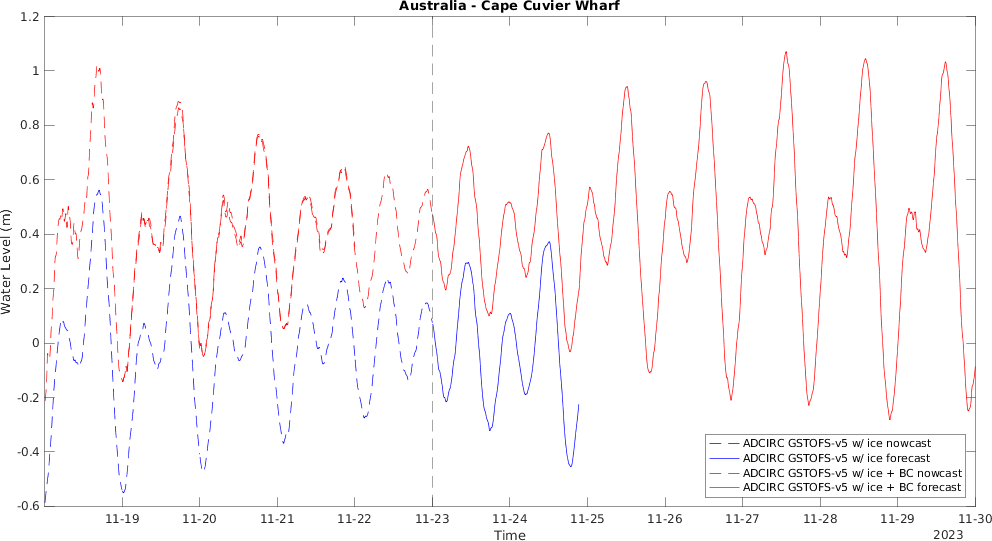 Australia - Cape Cuvier Wharf
1.2
1
0.8
0.6
0.4
0.2
0
-0.2
-0.4
-0.6
Water Level (m)
ADCIRC GSTOFS-v5 w/ ice nowcast
ADCIRC GSTOFS-v5 w/ ice forecast
ADCIRC GSTOFS-v5 w/ ice + BC nowcast
ADCIRC GSTOFS-v5 w/ ice + BC forecast
11-19 11-20 11-21 11-22 11-23 11-24 11-25 11-26 11-27 11-28 11-29 11-30
Time
2023